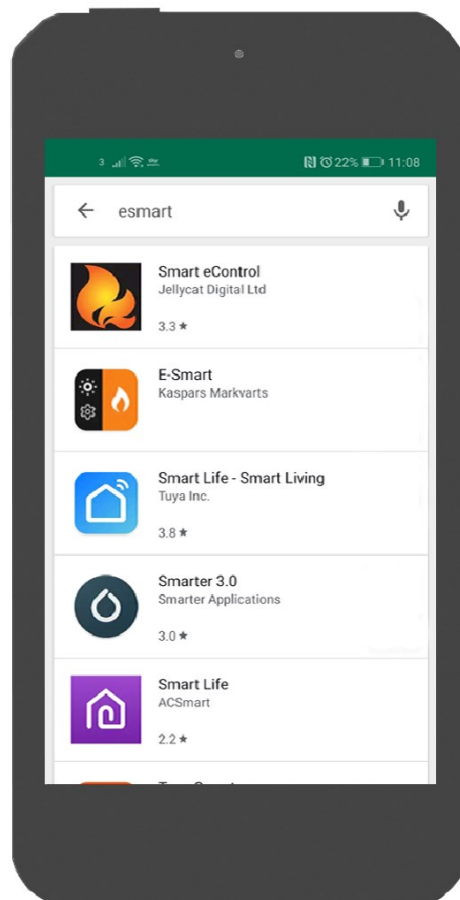 3 22% 11:08
esmart
Smart eControl
Jellycat Digital Ltd
3.3 ★
E-Smart
Kaspars Markvarts
Smart Life - Smart Living
Tuya Inc.
3.8 ★
Smarter 3.0
Smarter Applications
3.0 ★
Smart Life
ACSmart
2.2 ★